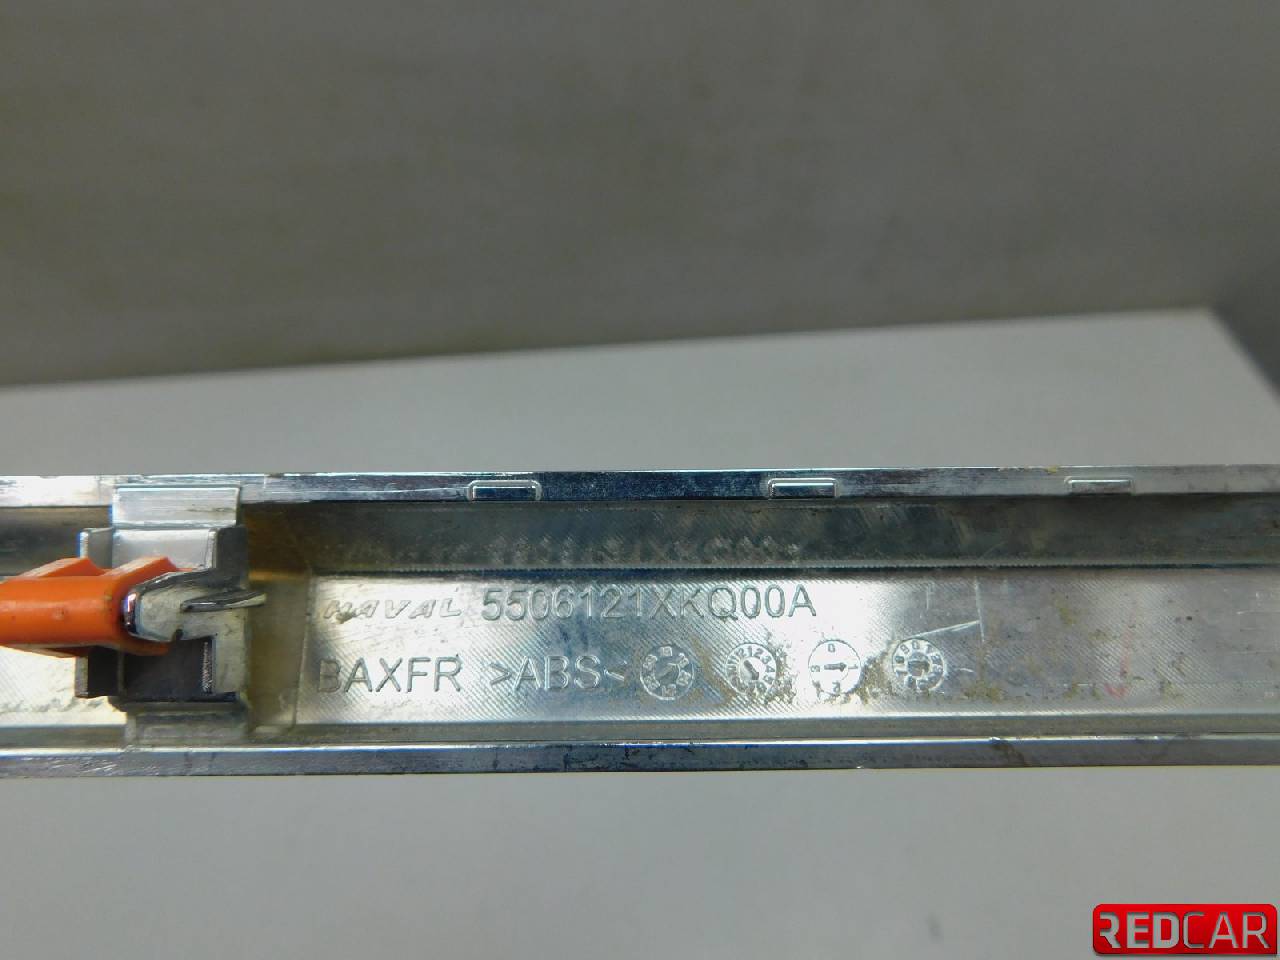 HAVAL 5506121XKQ00A
BAXFR >ABS<
REDCAR